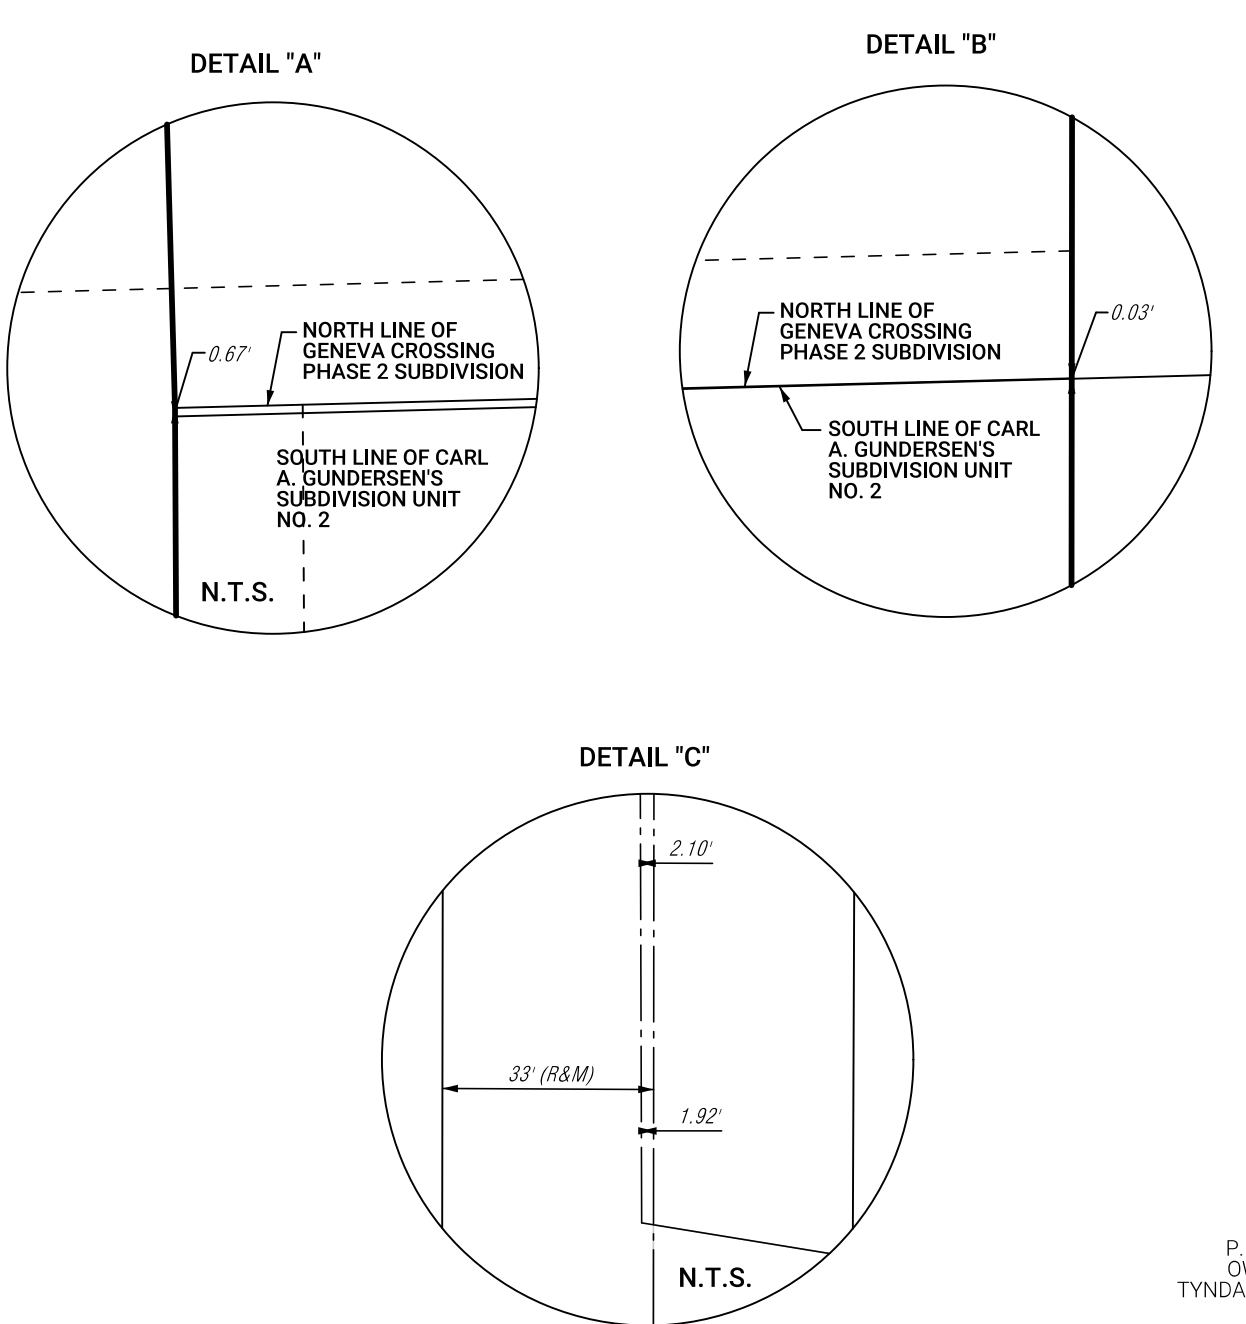 DETAIL "A"
0.67'
NORTH LINE OF
GENEVA CROSSING
PHASE 2 SUBDIVISION
SOUTH LINE OF CARL
A. GUNDERSEN'S
SUBDIVISION UNIT
NO. 2
N.T.S.
DETAIL "B"
NORTH LINE OF
GENEVA CROSSING
PHASE 2 SUBDIVISION
0.03'
SOUTH LINE OF CARL
A. GUNDERSEN'S
SUBDIVISION UNIT
NO. 2
DETAIL "C"
2.10'
33' (R&M)
1.92'
N.T.S.
P.
TYNDA